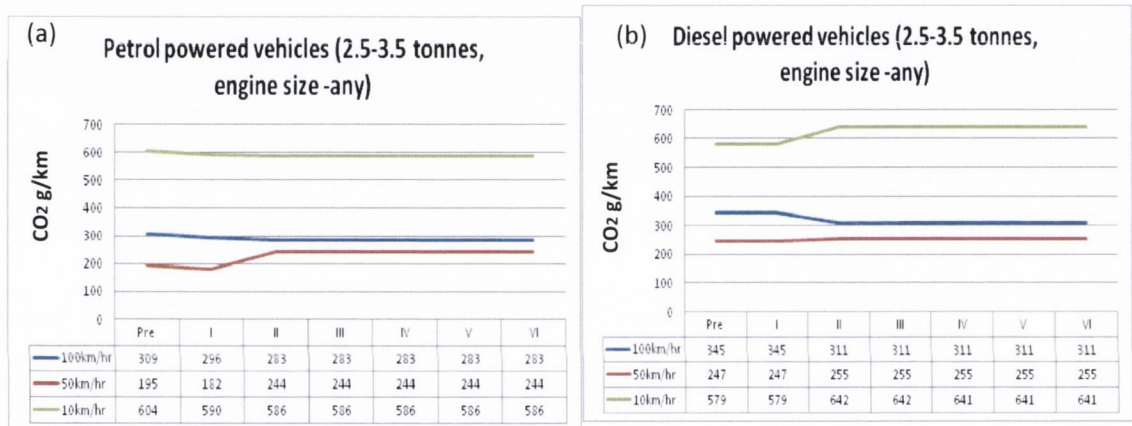 (a)
Petrol powered vehicles (2.5-3.5 tonnes,
engine size -any)
CO2 g/km
700
600
500
400
300
200
100
0
Pre I II III IV V VI
100km/hr 309 296 283 283 283 283 283
50km/hr 195 182 244 244 244 244 244
10km/hr 604 590 586 586 586 586 586
(b)
Diesel powered vehicles (2.5-3.5 tonnes,
engine size -any)
CO2 g/km
700
600
500
400
300
200
100
0
Pre I II III IV V VI
100km/hr 345 345 311 311 311 311 311
50km/hr 247 247 255 255 255 255 255
10km/hr 579 579 642 642 641 641 641